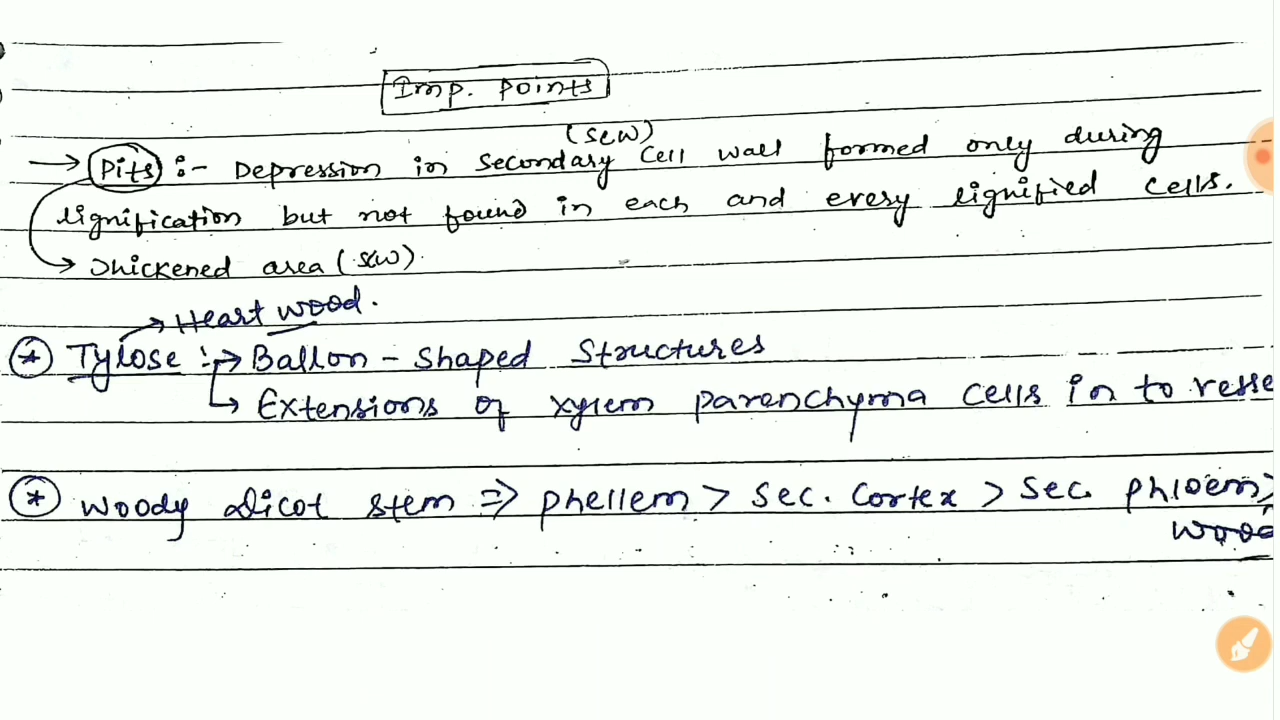 Imp. Points
(SCW)
→ Pits :- Depression in Secondary Cell wall formed only during
lignification but not found in each and every lignified cells.
→ Thickened area (SCW).
→ Heart wood.
* Tylose :→ Ballon - shaped Structures
→ Extensions of xylem parenchyma cells in to vesse
* Woody dicot stem ⇒ phellem > Sec. Cortex > Sec. phloem >
wood